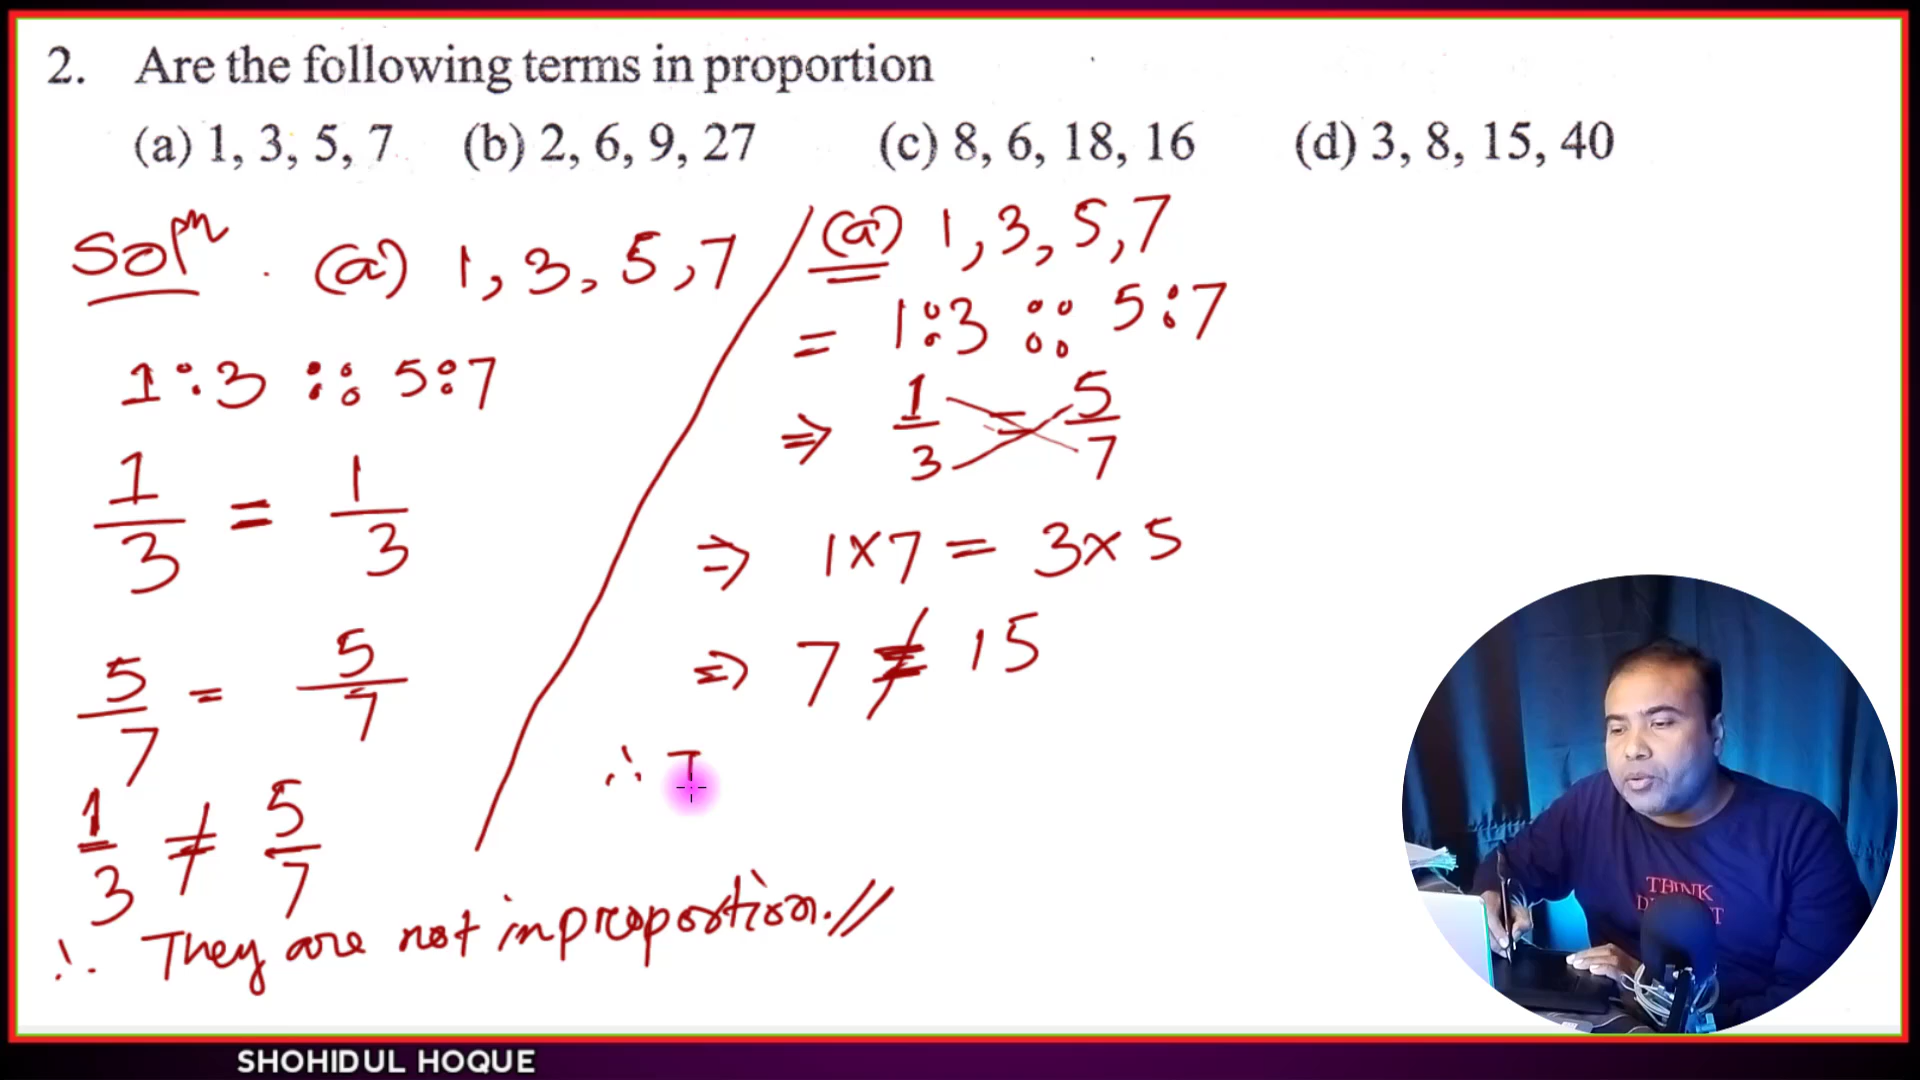 2. Are the following terms in proportion
(a) 1, 3, 5, 7 (b) 2, 6, 9, 27 (c) 8, 6, 18, 16 (d) 3, 8, 15, 40
Solⁿ. (a) 1, 3, 5, 7
1:3 :: 5:7
1/3 = 1/3
5/7 = 5/7
1/3 ≠ 5/7
∴ They are not in proportion. //
(a) 1, 3, 5, 7
= 1:3 :: 5:7
⇒ 1/3 = 5/7
⇒ 1×7 = 3×5
⇒ 7 ≠ 15
∴ T
THINK
SHOHIDUL HOQUE